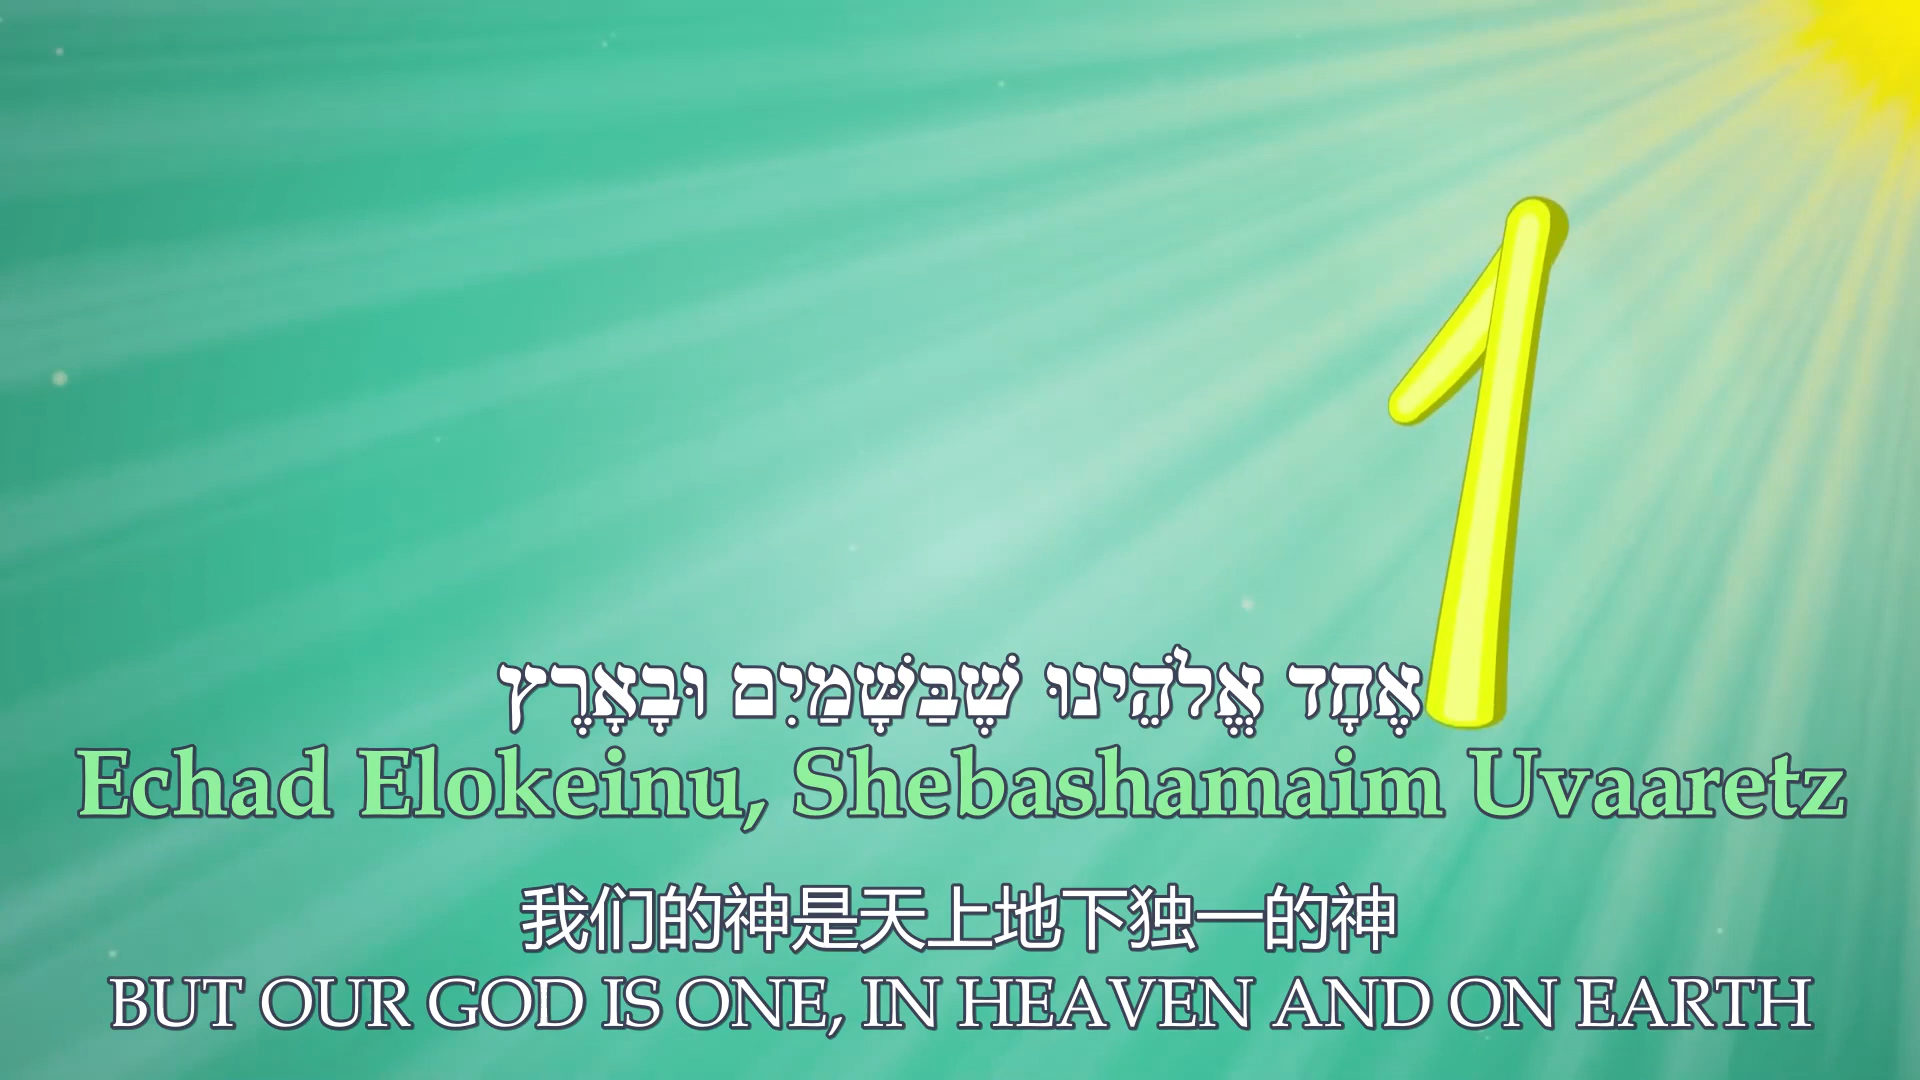 1
אֶחָד אֱלֹהֵינוּ שֶׁבַּשָּׁמַיִם וּבָאָרֶץ
Echad Elokeinu, Shebashamaim Uvaaretz
我们的神是天上地下独一的神
BUT OUR GOD IS ONE, IN HEAVEN AND ON EARTH